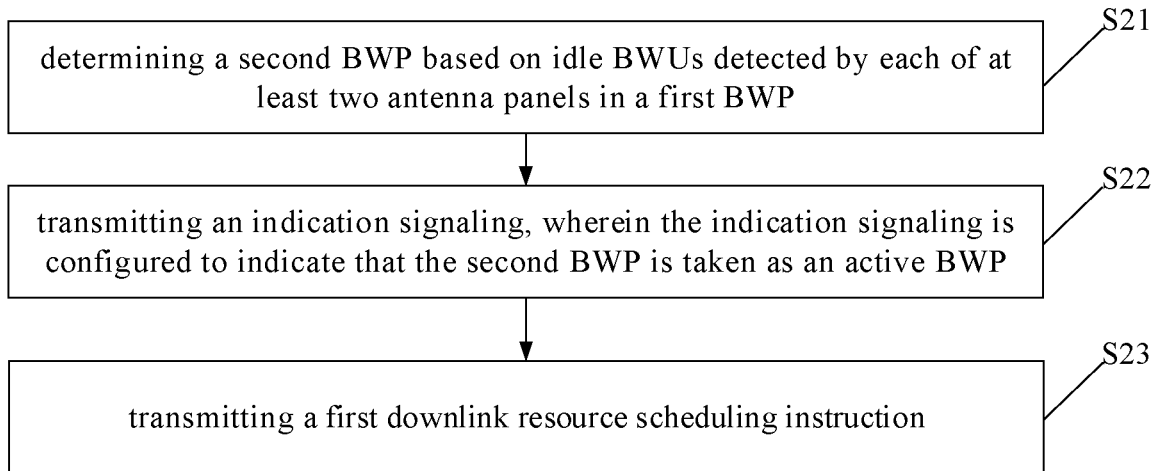 S21
determining a second BWP based on idle BWUs detected by each of at
least two antenna panels in a first BWP
S22
transmitting an indication signaling, wherein the indication signaling is
configured to indicate that the second BWP is taken as an active BWP
S23
transmitting a first downlink resource scheduling instruction